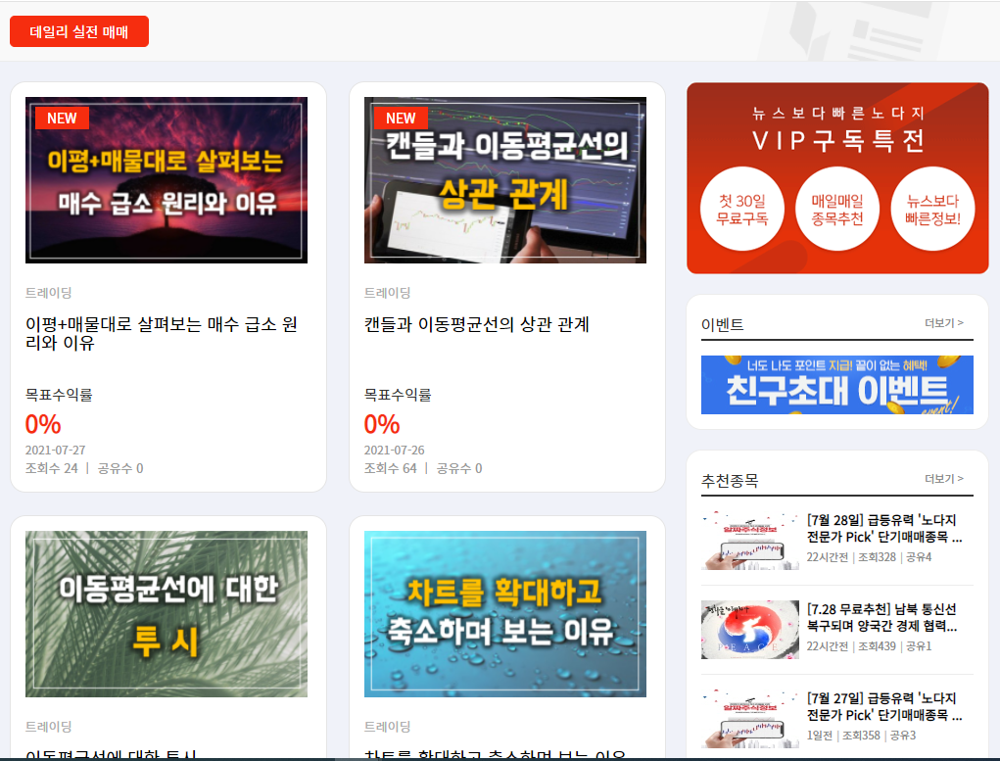 데일리 실전 매매
NEW
이평+매물대로 살펴보는
매수 급소 원리와 이유
트레이딩
이평+매물대로 살펴보는 매수 급소 원
리와 이유
목표수익률
0%
2021-07-27
조회수 24 | 공유수 0
NEW
캔들과 이동평균선의
상관 관계
트레이딩
캔들과 이동평균선의 상관 관계
목표수익률
0%
2021-07-26
조회수 64 | 공유수 0
이동평균선에 대한
투 시
트레이딩
이동평균선에 대한 투시
차트를 확대하고
축소하며 보는 이유
트레이딩
차트를 확대하고 축소하며 보는 이유
뉴스보다빠른노다지
VIP구독특전
첫 30일
무료구독
매일매일
종목추천
뉴스보다
빠른정보!
이벤트
더보기 >
너도 나도 포인트 지급! 끝이 없는 혜택!
친구초대 이벤트
event!
추천종목
더보기 >
알짜주식정보
[7월 28일] 급등유력 '노다지
전문가 Pick' 단기매매종목 ...
22시간전 | 조회328 | 공유4
PEACE
[7.28 무료추천] 남북 통신선
복구되며 양국간 경제 협력...
22시간전 | 조회439 | 공유1
알짜주식정보
[7월 27일] 급등유력 '노다지
전문가 Pick' 단기매매종목 ...
1일전 | 조회358 | 공유3